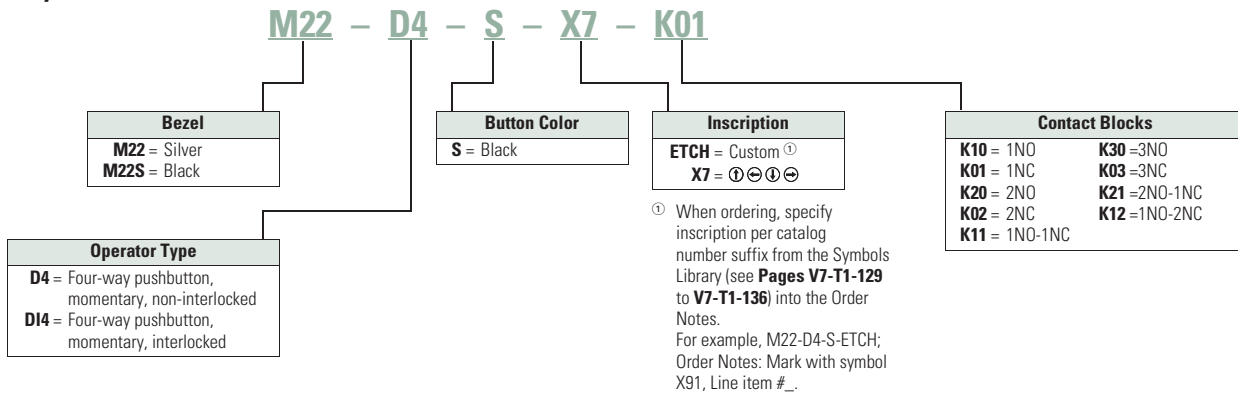 M22 – D4 – S – X7 – K01
Bezel
M22 = Silver
M22S = Black
Operator Type
D4 = Four-way pushbutton,
momentary, non-interlocked
DI4 = Four-way pushbutton,
momentary, interlocked
Button Color
S = Black
Inscription
ETCH = Custom ①
X7 = 
① When ordering, specify
inscription per catalog
number suffix from the Symbols
Library (see Pages V7-T1-129
to V7-T1-136) into the Order
Notes.
For example, M22-D4-S-ETCH;
Order Notes: Mark with symbol
X91, Line item #_.
Contact Blocks
K10 = 1NO
K01 = 1NC
K20 = 2NO
K02 = 2NC
K11 = 1NO-1NC
K30 =3NO
K03 =3NC
K21 =2NO-1NC
K12 =1NO-2NC